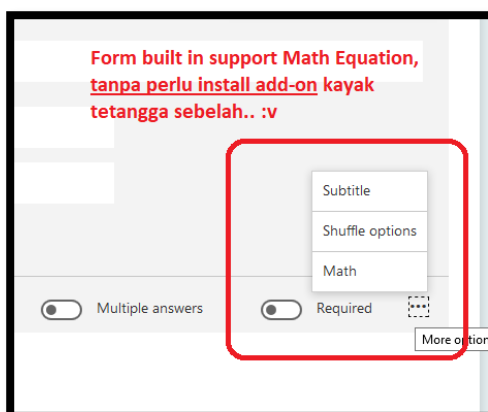 Form built in support Math Equation,
tanpa perlu install add-on kayak
tetangga sebelah.. :v
Subtitle
Shuffle options
Math
Multiple answers
Required
More option